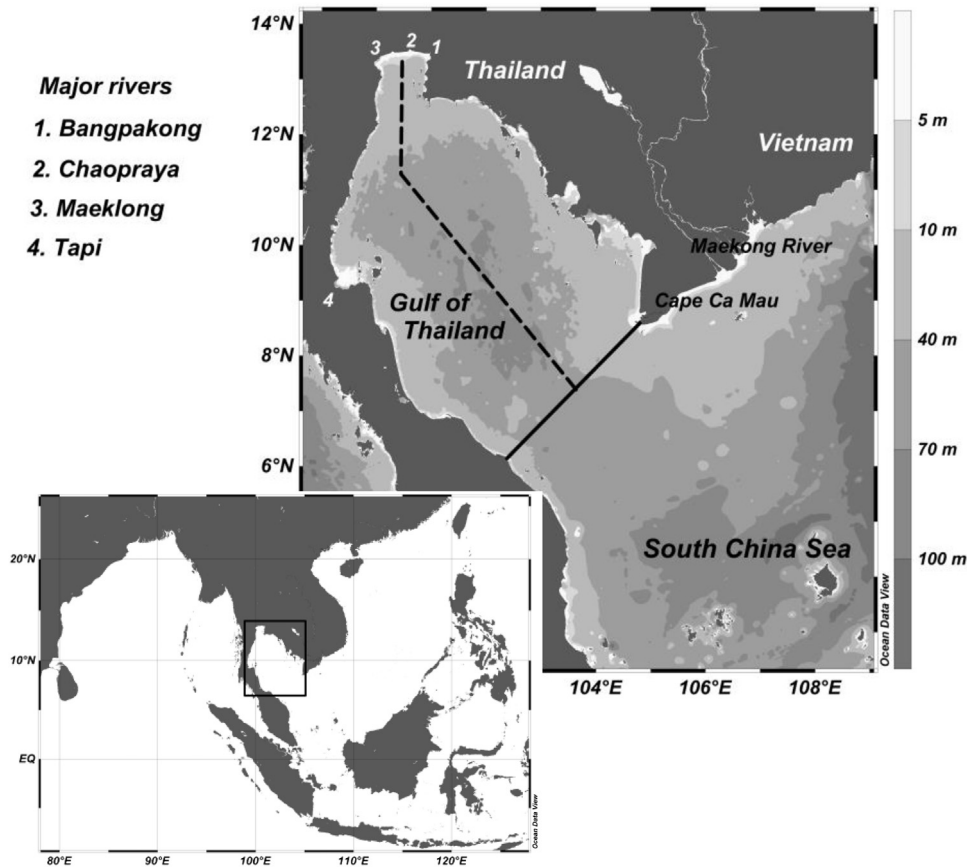 Major rivers
1. Bangpakong
2. Chaopraya
3. Maeklong
4. Tapi
14°N
12°N
10°N
8°N
6°N
3 2 1
Thailand
Vietnam
Maekong River
Cape Ca Mau
4
Gulf of
Thailand
South China Sea
5 m
10 m
40 m
70 m
100 m
Ocean Data View
104°E 106°E 108°E
20°N
10°N
EQ
80°E 90°E 100°E 110°E 120°E
Ocean Data View